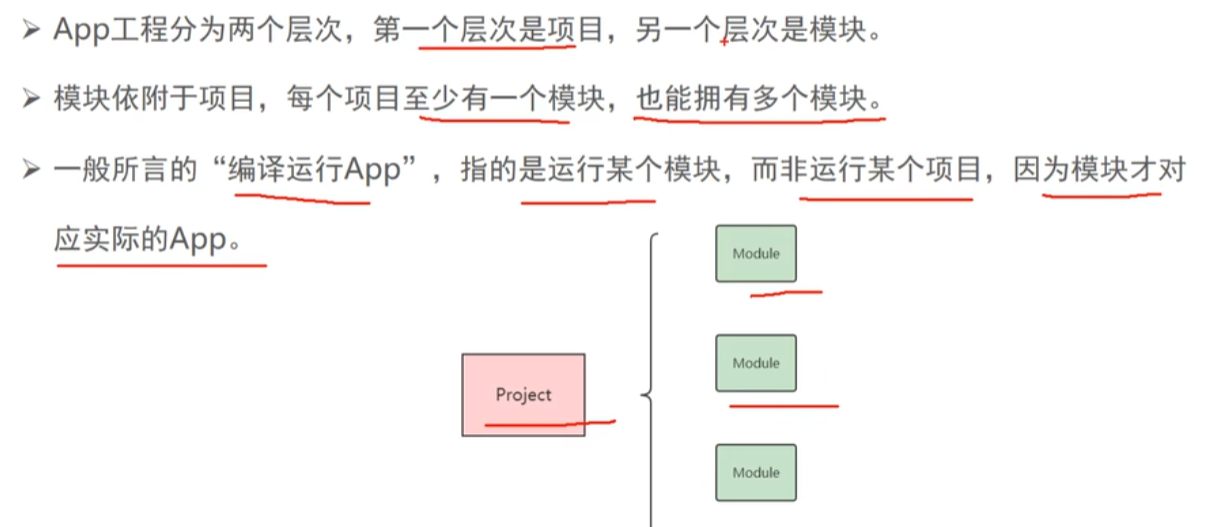 ➢ App工程分为两个层次，第一个层次是项目，另一个层次是模块。
➢ 模块依附于项目，每个项目至少有一个模块，也能拥有多个模块。
➢ 一般所言的“编译运行App”，指的是运行某个模块，而非运行某个项目，因为模块才对
应实际的App。
Module
Module
Project
Module